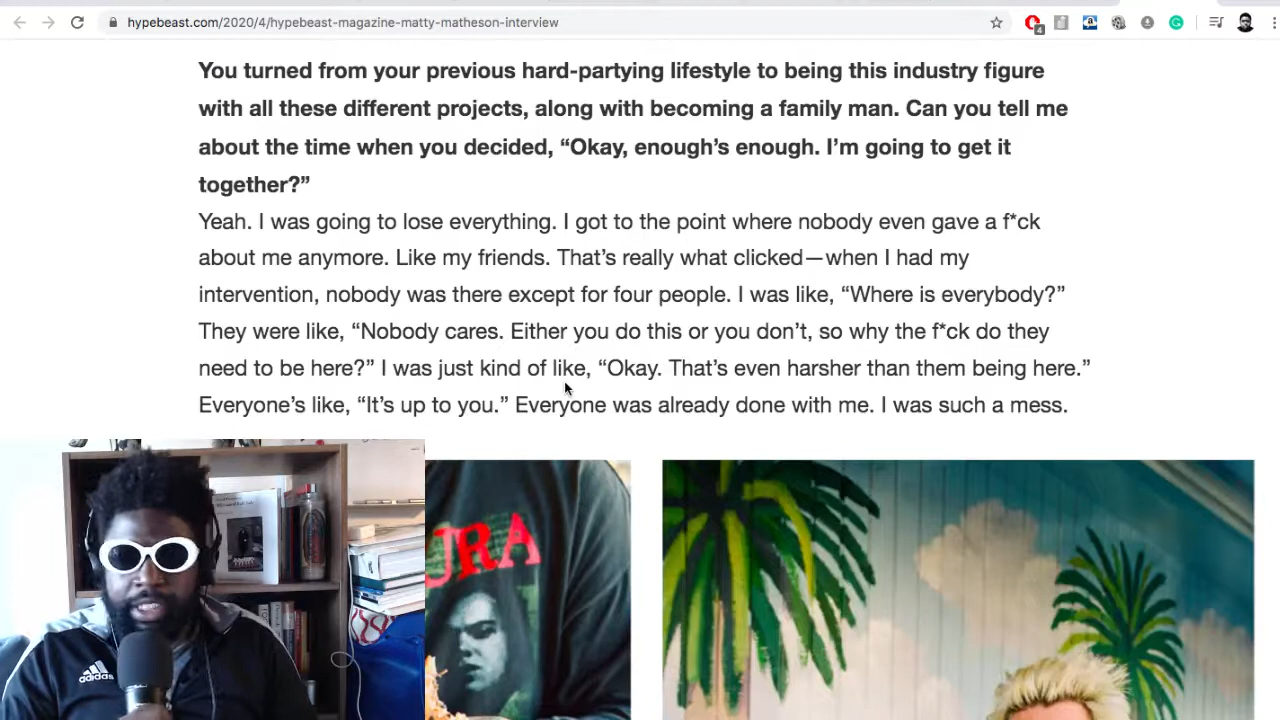 hypebeast.com/2020/4/hypebeast-magazine-matty-matheson-interview
4
You turned from your previous hard-partying lifestyle to being this industry figure
with all these different projects, along with becoming a family man. Can you tell me
about the time when you decided, “Okay, enough’s enough. I’m going to get it
together?”
Yeah. I was going to lose everything. I got to the point where nobody even gave a f*ck
about me anymore. Like my friends. That’s really what clicked—when I had my
intervention, nobody was there except for four people. I was like, “Where is everybody?”
They were like, “Nobody cares. Either you do this or you don’t, so why the f*ck do they
need to be here?” I was just kind of like, “Okay. That’s even harsher than them being here.”
Everyone’s like, “It’s up to you.” Everyone was already done with me. I was such a mess.
URA
adidas